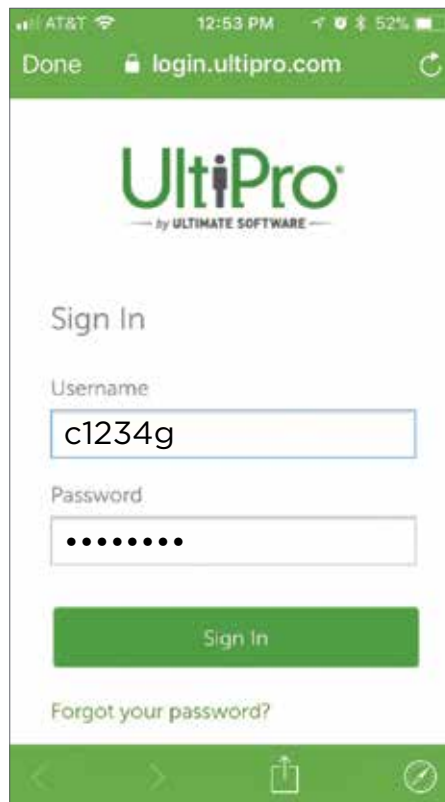 AT&T 12:53 PM 52%
Done login.ultipro.com
UltiPro
by ULTIMATE SOFTWARE
Sign In
Username
c1234g
Password
••••••••
Sign In
Forgot your password?